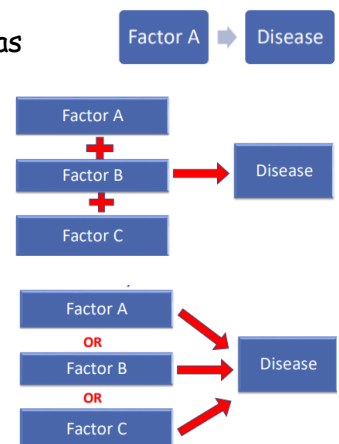 as
Factor A
Disease
Factor A
Factor B
Disease
Factor C
Factor A
OR
Factor B
Disease
OR
Factor C